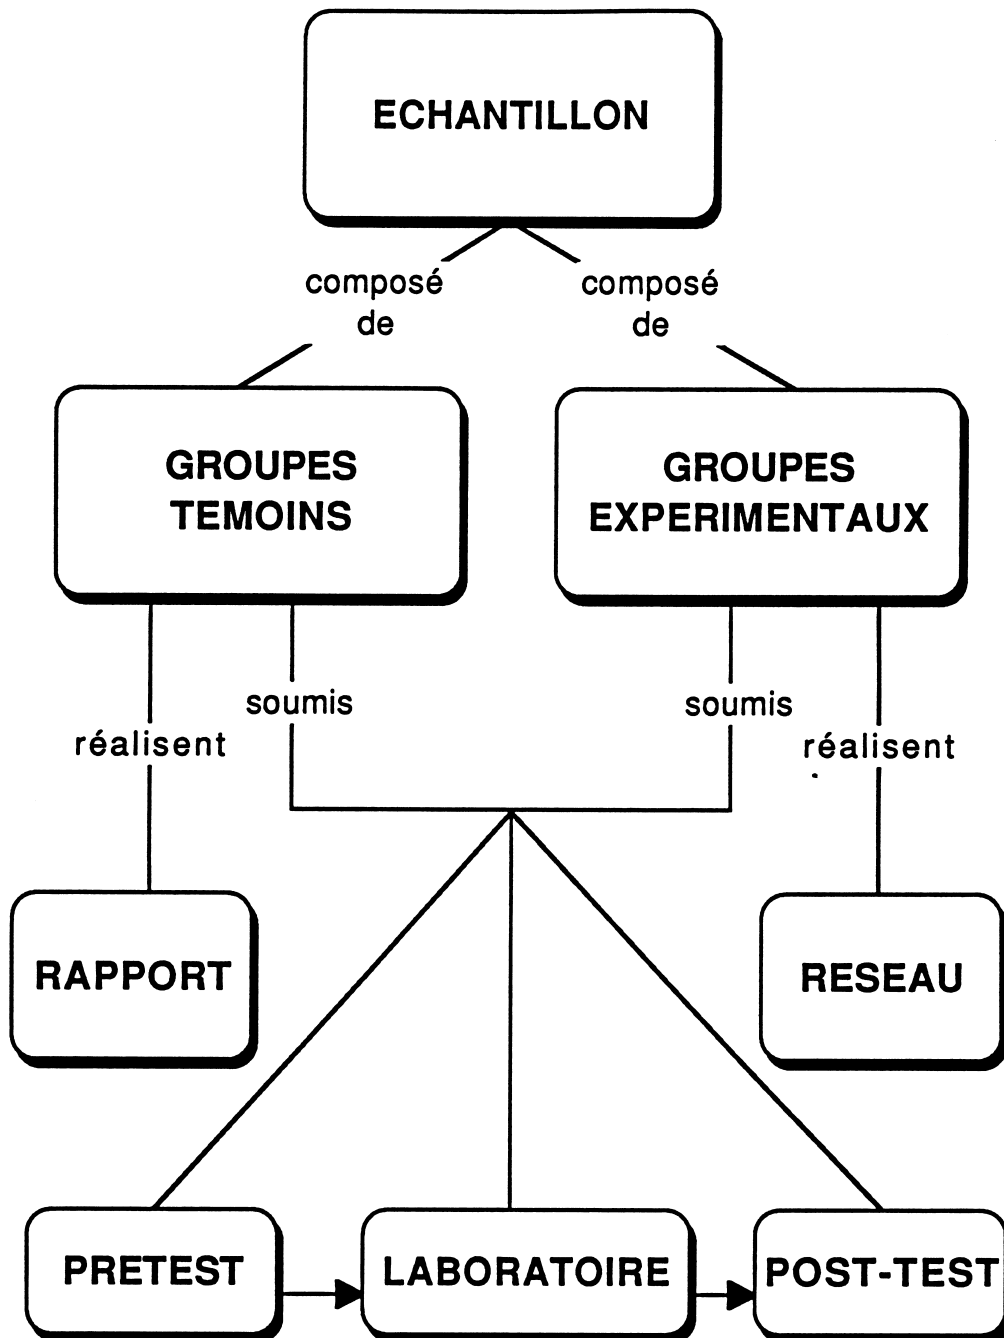 ECHANTILLON
composé
de
composé
de
GROUPES
TEMOINS
GROUPES
EXPERIMENTAUX
soumis
soumis
réalisent
réalisent
RAPPORT
RESEAU
PRETEST
LABORATOIRE
POST-TEST